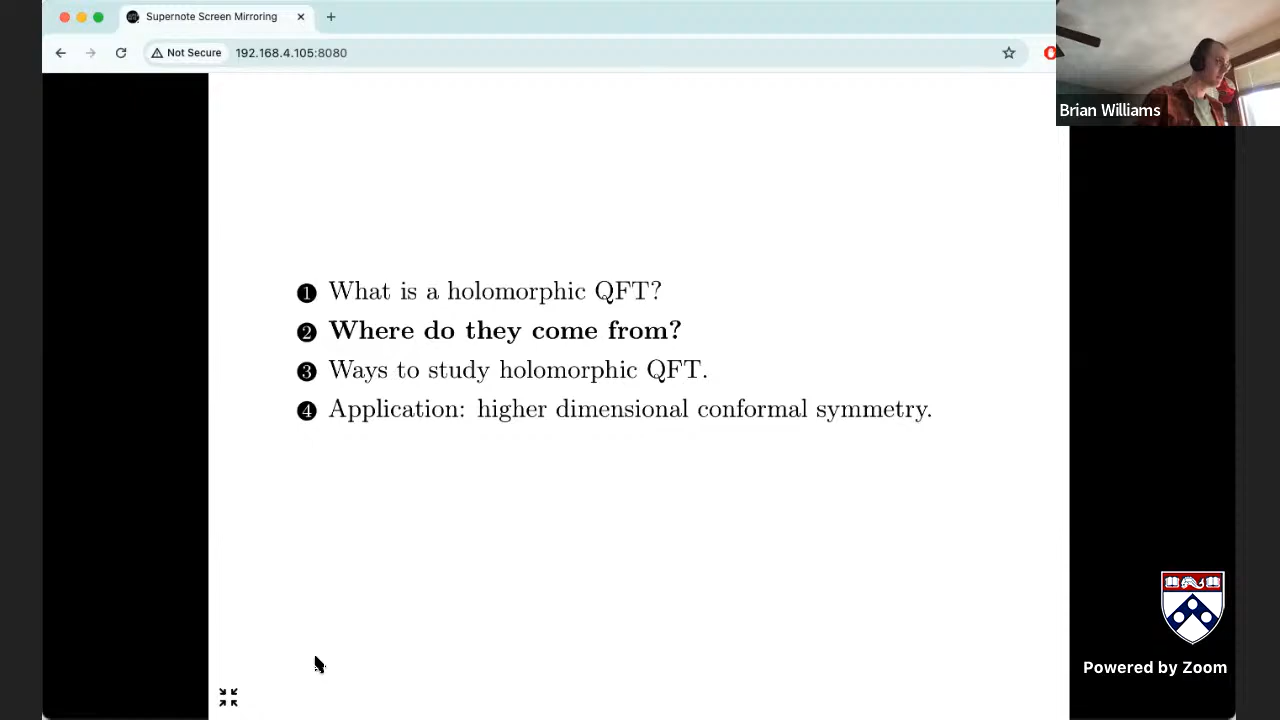 Supernote Screen Mirroring
Not Secure
192.168.4.105:8080
Brian Williams
1 What is a holomorphic QFT?
2 Where do they come from?
3 Ways to study holomorphic QFT.
4 Application: higher dimensional conformal symmetry.
Powered by Zoom